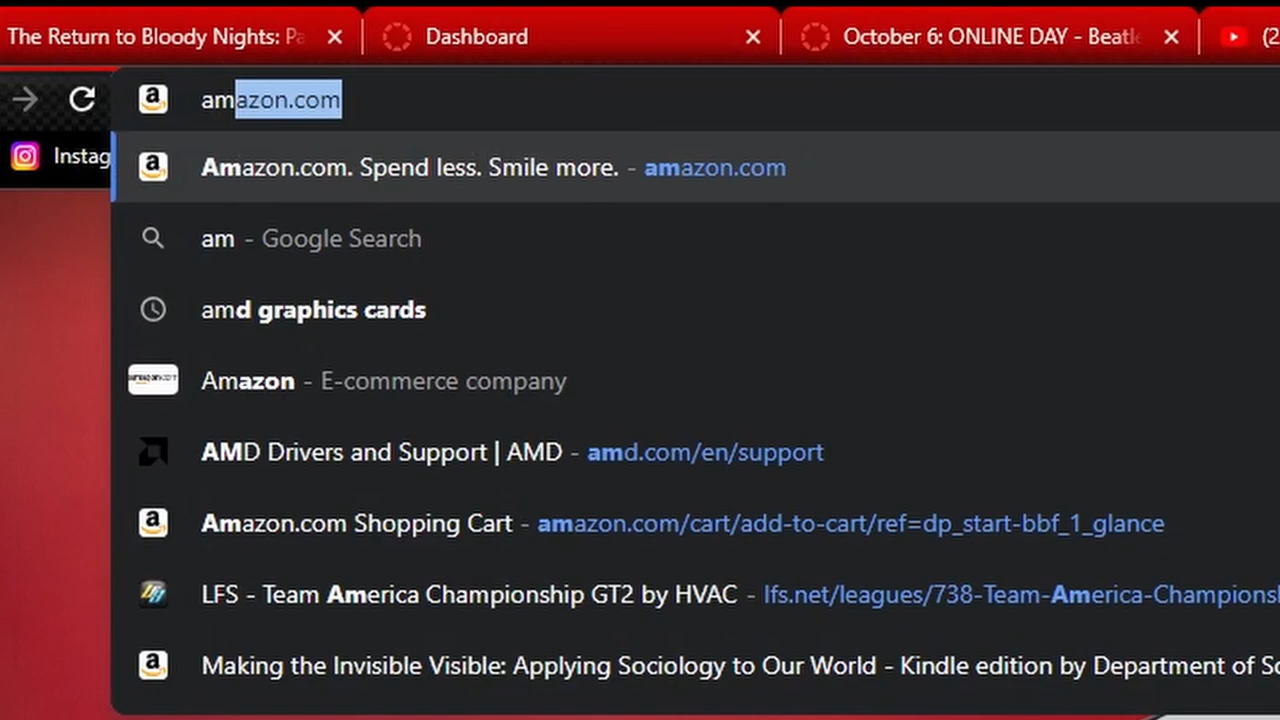 The Return to Bloody Nights: Dashboard October 6: ONLINE DAY - (2
amazon.com
Instag
Amazon.com. Spend less. Smile more. - amazon.com
am - Google Search
amd graphics cards
Amazon - E-commerce company
AMD Drivers and Support | AMD - amd.com/en/support
Amazon.com Shopping Cart - amazon.com/cart/add-to-cart/ref=dp_start-bbf_1_glance
LFS - Team America Championship GT2 by HVAC - lfs.net/leagues/738-Team-America-Champions
Making the Invisible Visible: Applying Sociology to Our World - Kindle edition by Department of